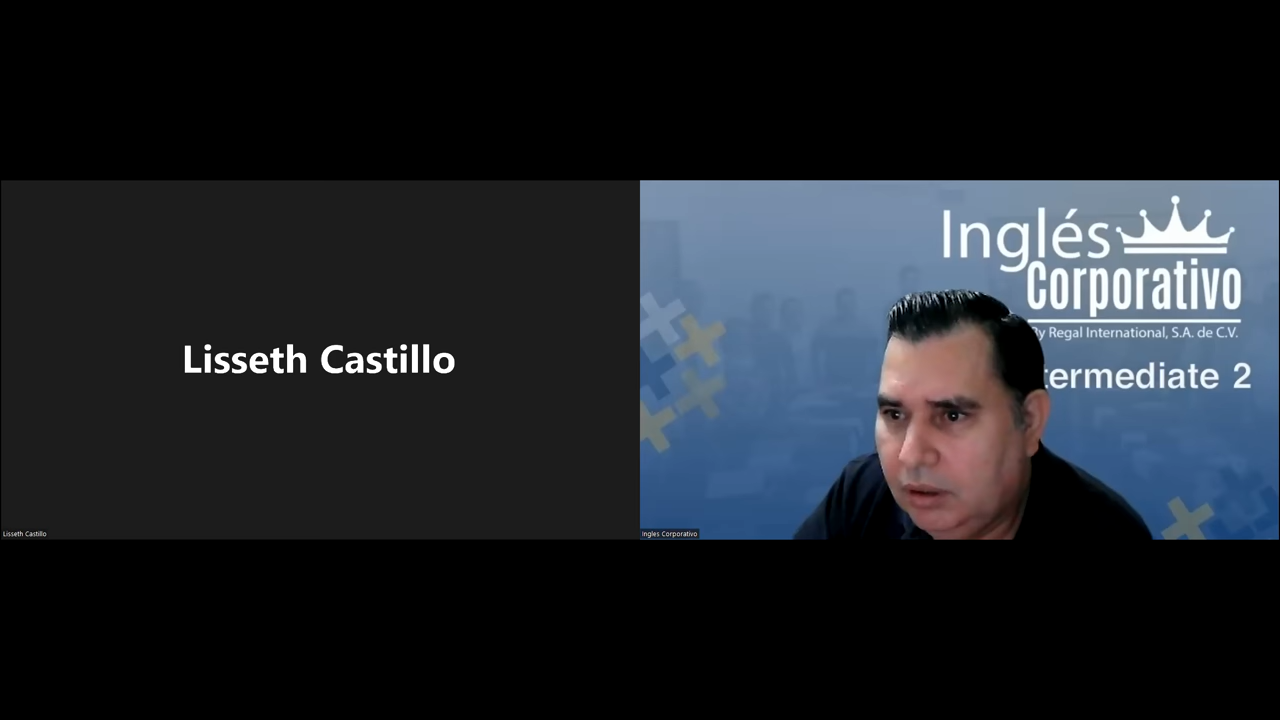 Lisseth Castillo
Lisseth Castillo
Inglés
Corporativo
By Regal International, S.A. de C.V.
termediate 2
Ingles Corporativo